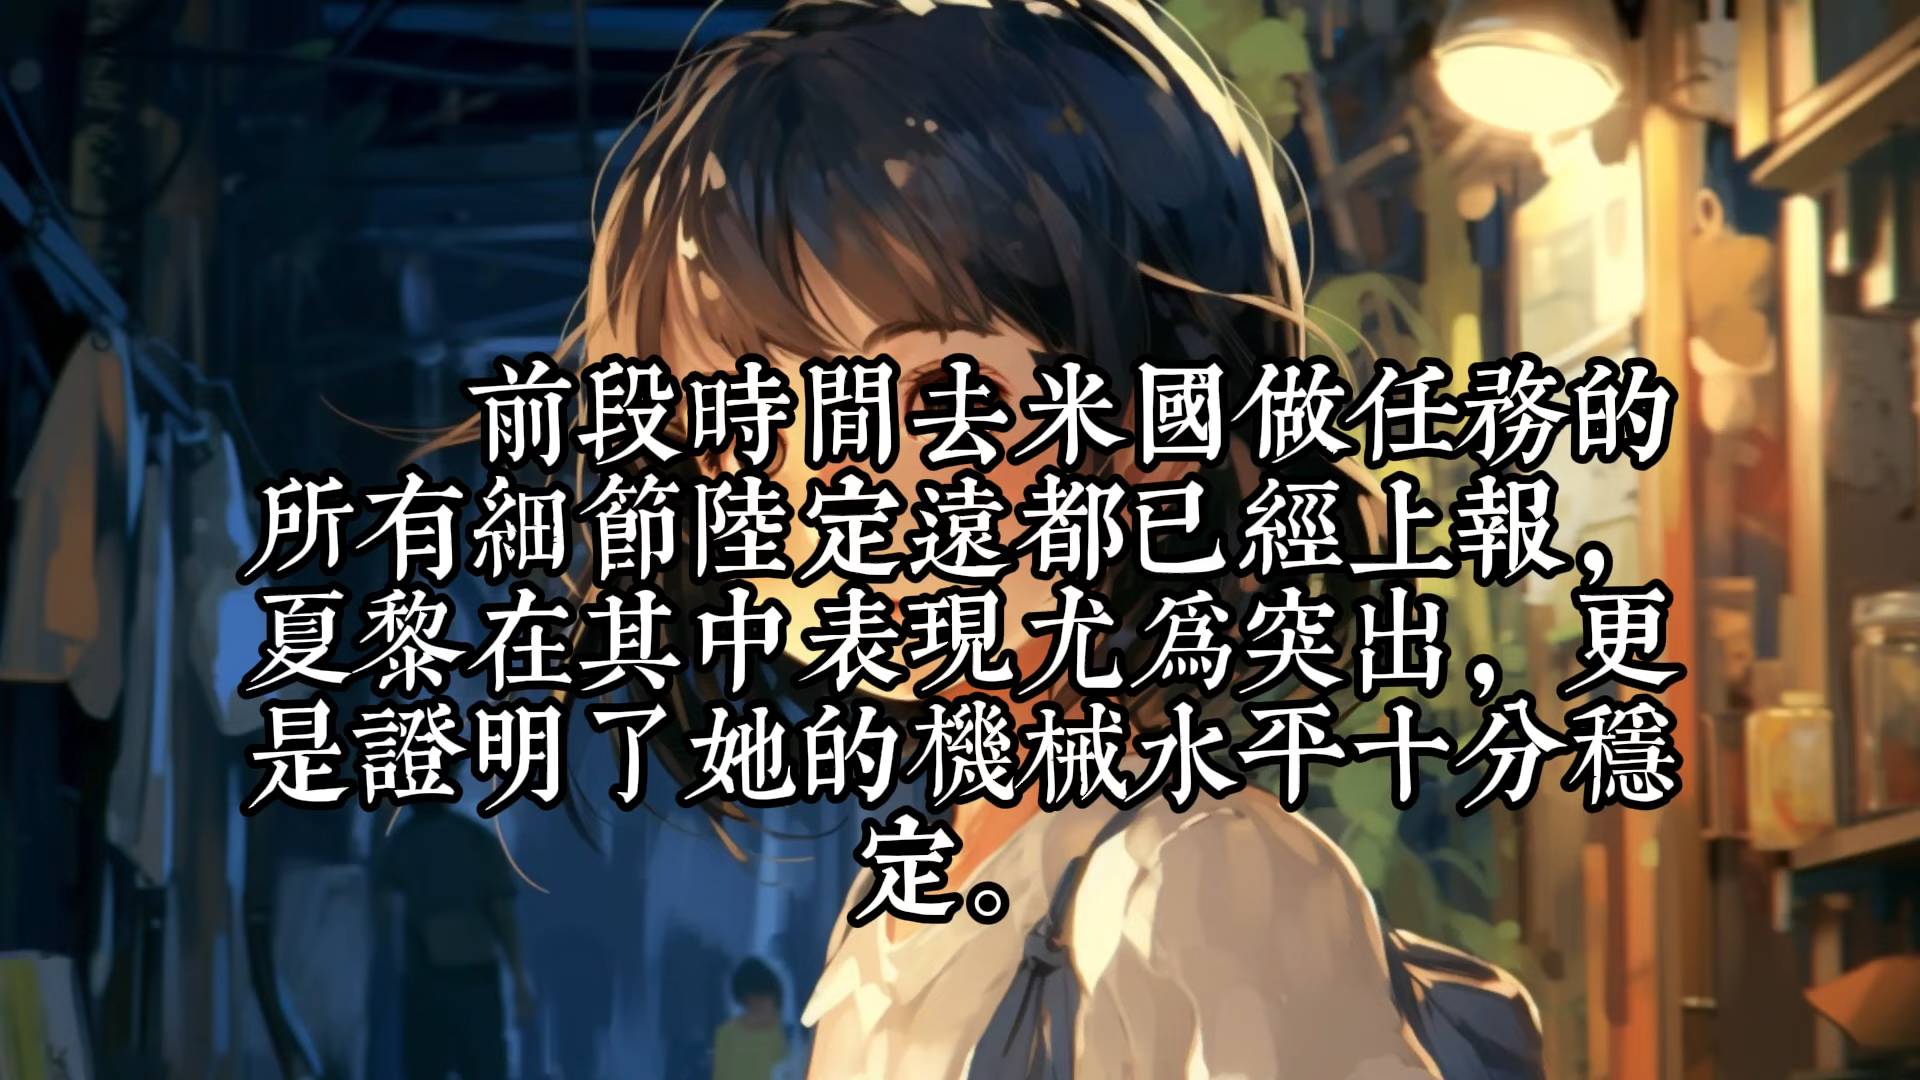 前段時間去米國做任務的
所有細節陸定遠都已經上報，
夏黎在其中表現尤爲突出，更
是證明了她的機械水平十分穩
定。